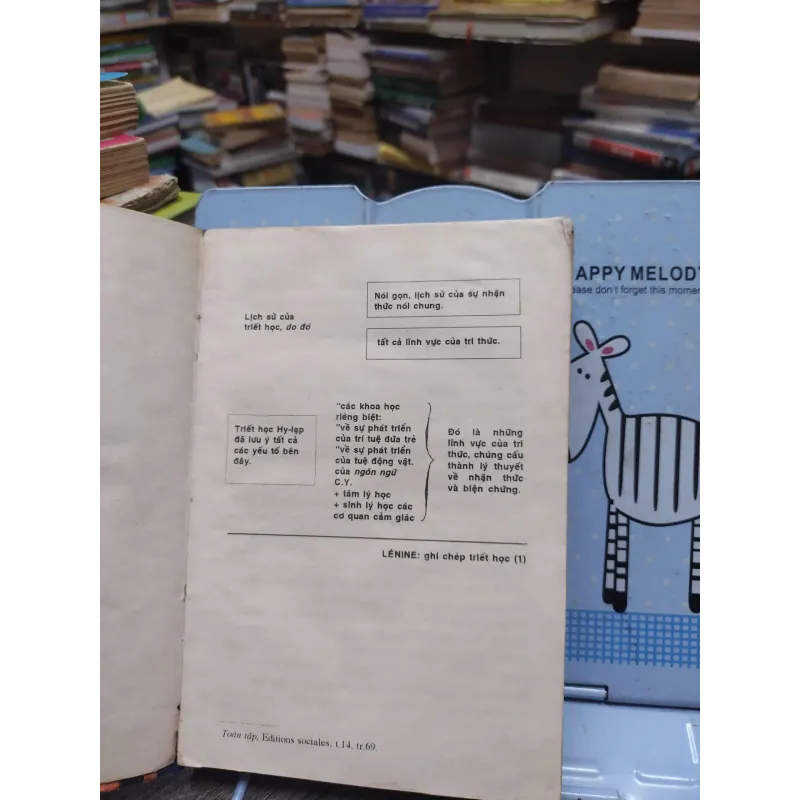 Nói gọn, lịch sử của sự nhận
thức nói chung.
Lịch sử của
triết học, do đó
tất cả lĩnh vực của tri thức.
Triết học Hy-lạp
đã lưu ý tất cả
các yếu tố bên
đây.
"các khoa học
riêng biệt:
"về sự phát triển
của trí tuệ đứa trẻ
"về sự phát triển
của tuệ động vật.
của ngôn ngữ
C.Y.
+ tâm lý học
+ sinh lý học các
cơ quan cảm giác
Đó là những
lĩnh vực của tri
thức, chúng cấu
thành lý thuyết
về nhận thức
và biện chứng.
LÉNINE: ghi chép triết học (1)
Toàn tập, Editions sociales, t.14, tr.69.
APPY MELODY
ase don't forget this momen